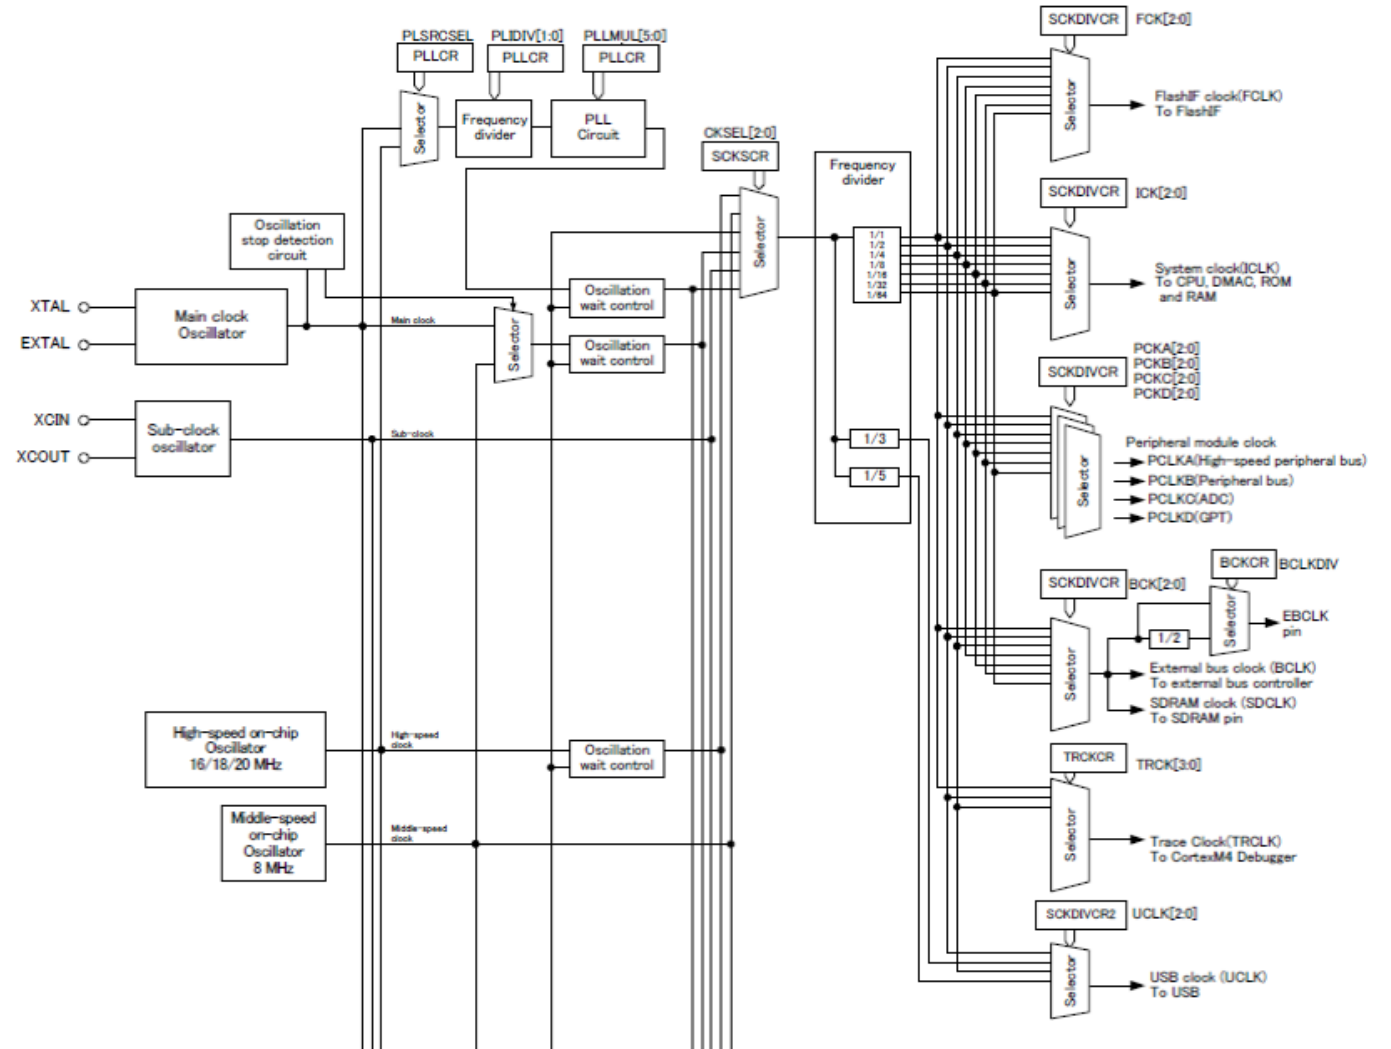 SCKDIVCR FCK[2:0]
PLSRCSEL PLIDIV[1:0] PLLMUL[5:0]
PLLCR PLLCR PLLCR
Selector
Frequency
divider
PLL
Circuit
Selector
FlashIF clock(FCLK)
To FlashIF
CKSEL[2:0]
SCKSCR
Selector
Frequency
divider
1/1
1/2
1/4
1/8
1/16
1/32
1/64
1/3
1/5
SCKDIVCR ICK[2:0]
Selector
System clock(ICLK)
To CPU, DMAC, ROM
and RAM
Oscillation
stop detection
circuit
XTAL
EXTAL
Main clock
Oscillator
Main clock
Selector
Oscillation
wait control
Oscillation
wait control
XCIN
XCOUT
Sub-clock
oscillator
Sub-clock
SCKDIVCR
PCKA[2:0]
PCKB[2:0]
PCKC[2:0]
PCKD[2:0]
Selector
Peripheral module clock
PCLKA(High-speed peripheral bus)
PCLKB(Peripheral bus)
PCLKC(ADC)
PCLKD(GPT)
SCKDIVCR BCK[2:0]
BCKCR BCLKDIV
Selector
1/2
Selector
EBCLK
pin
External bus clock (BCLK)
To external bus controller
SDRAM clock (SDCLK)
To SDRAM pin
High-speed on-chip
Oscillator
16/18/20 MHz
High-speed
clock
Oscillation
wait control
Middle-speed
on-chip
Oscillator
8 MHz
Middle-speed
clock
TRCKCR TRCK[3:0]
Selector
Trace Clock(TRCLK)
To CortexM4 Debugger
SCKDIVCR2 UCLK[2:0]
Selector
USB clock (UCLK)
To USB